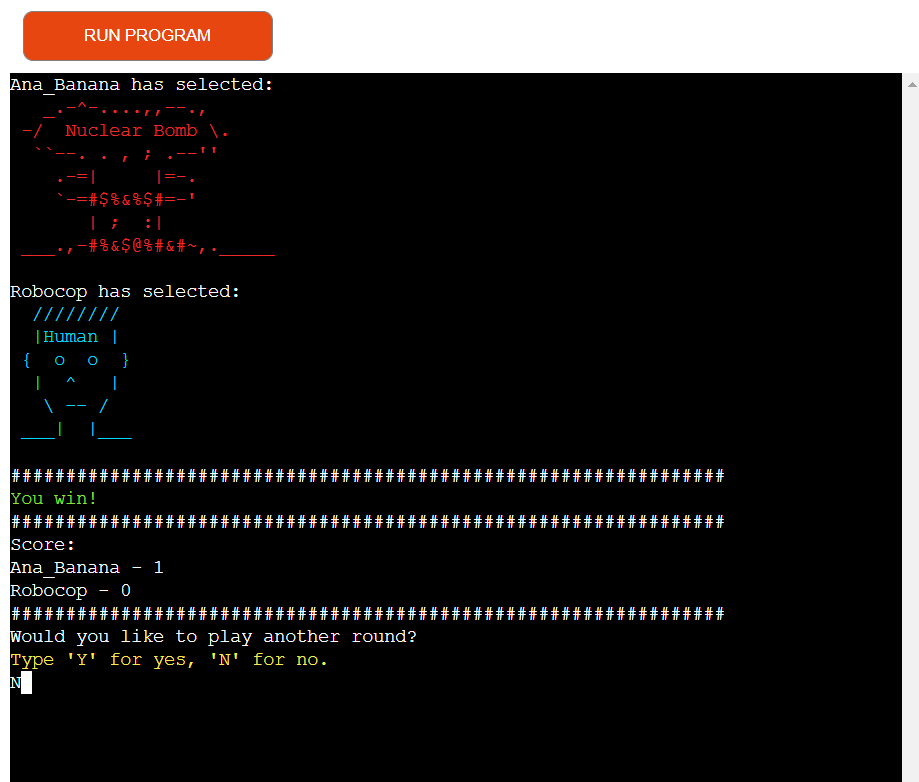 RUN PROGRAM
Ana_Banana has selected:
    _.-^-....,,--.,
 -/  Nuclear Bomb \.
  ``--. . , ; .--''
    .-=|     |=-.
    `-=#$%&%$#=-'
       | ;  :|
 ___.,-#%&$@%#&#~,._____
Robocop has selected:
  ////////
  |Human |
 {  o  o  }
  |  ^   |
   \ -- /
 ___|  |___
#################################################################
You win!
#################################################################
Score:
Ana_Banana - 1
Robocop - 0
#################################################################
Would you like to play another round?
Type 'Y' for yes, 'N' for no.
N